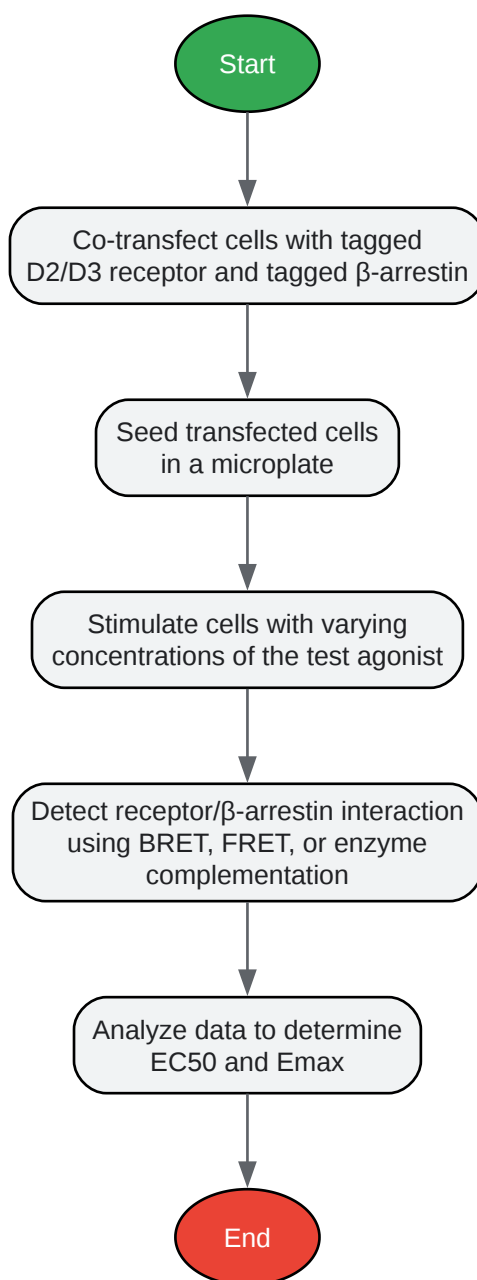 Start
Co-transfect cells with tagged
D2/D3 receptor and tagged β-arrestin
Seed transfected cells
in a microplate
Stimulate cells with varying
concentrations of the test agonist
Detect receptor/β-arrestin interaction
using BRET, FRET, or enzyme
complementation
Analyze data to determine
EC50 and Emax
End